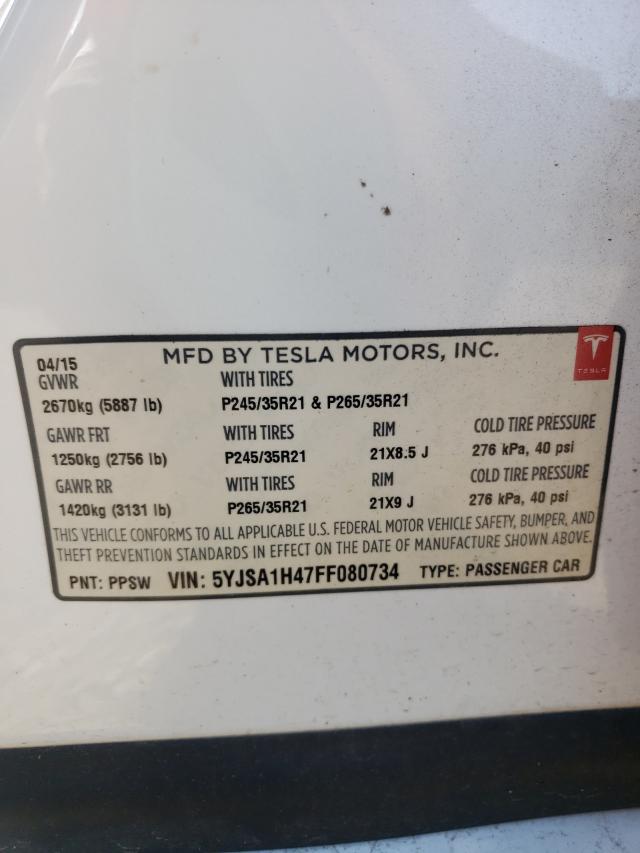 04/15 MFD BY TESLA MOTORS, INC.
TESLA
GVWR WITH TIRES
2670kg (5887 lb) P245/35R21 & P265/35R21
GAWR FRT WITH TIRES RIM COLD TIRE PRESSURE
1250kg (2756 lb) P245/35R21 21X8.5 J 276 kPa, 40 psi
GAWR RR WITH TIRES RIM COLD TIRE PRESSURE
1420kg (3131 lb) P265/35R21 21X9 J 276 kPa, 40 psi
THIS VEHICLE CONFORMS TO ALL APPLICABLE U.S. FEDERAL MOTOR VEHICLE SAFETY, BUMPER, AND
THEFT PREVENTION STANDARDS IN EFFECT ON THE DATE OF MANUFACTURE SHOWN ABOVE.
PNT: PPSW VIN: 5YJSA1H47FF080734 TYPE: PASSENGER CAR